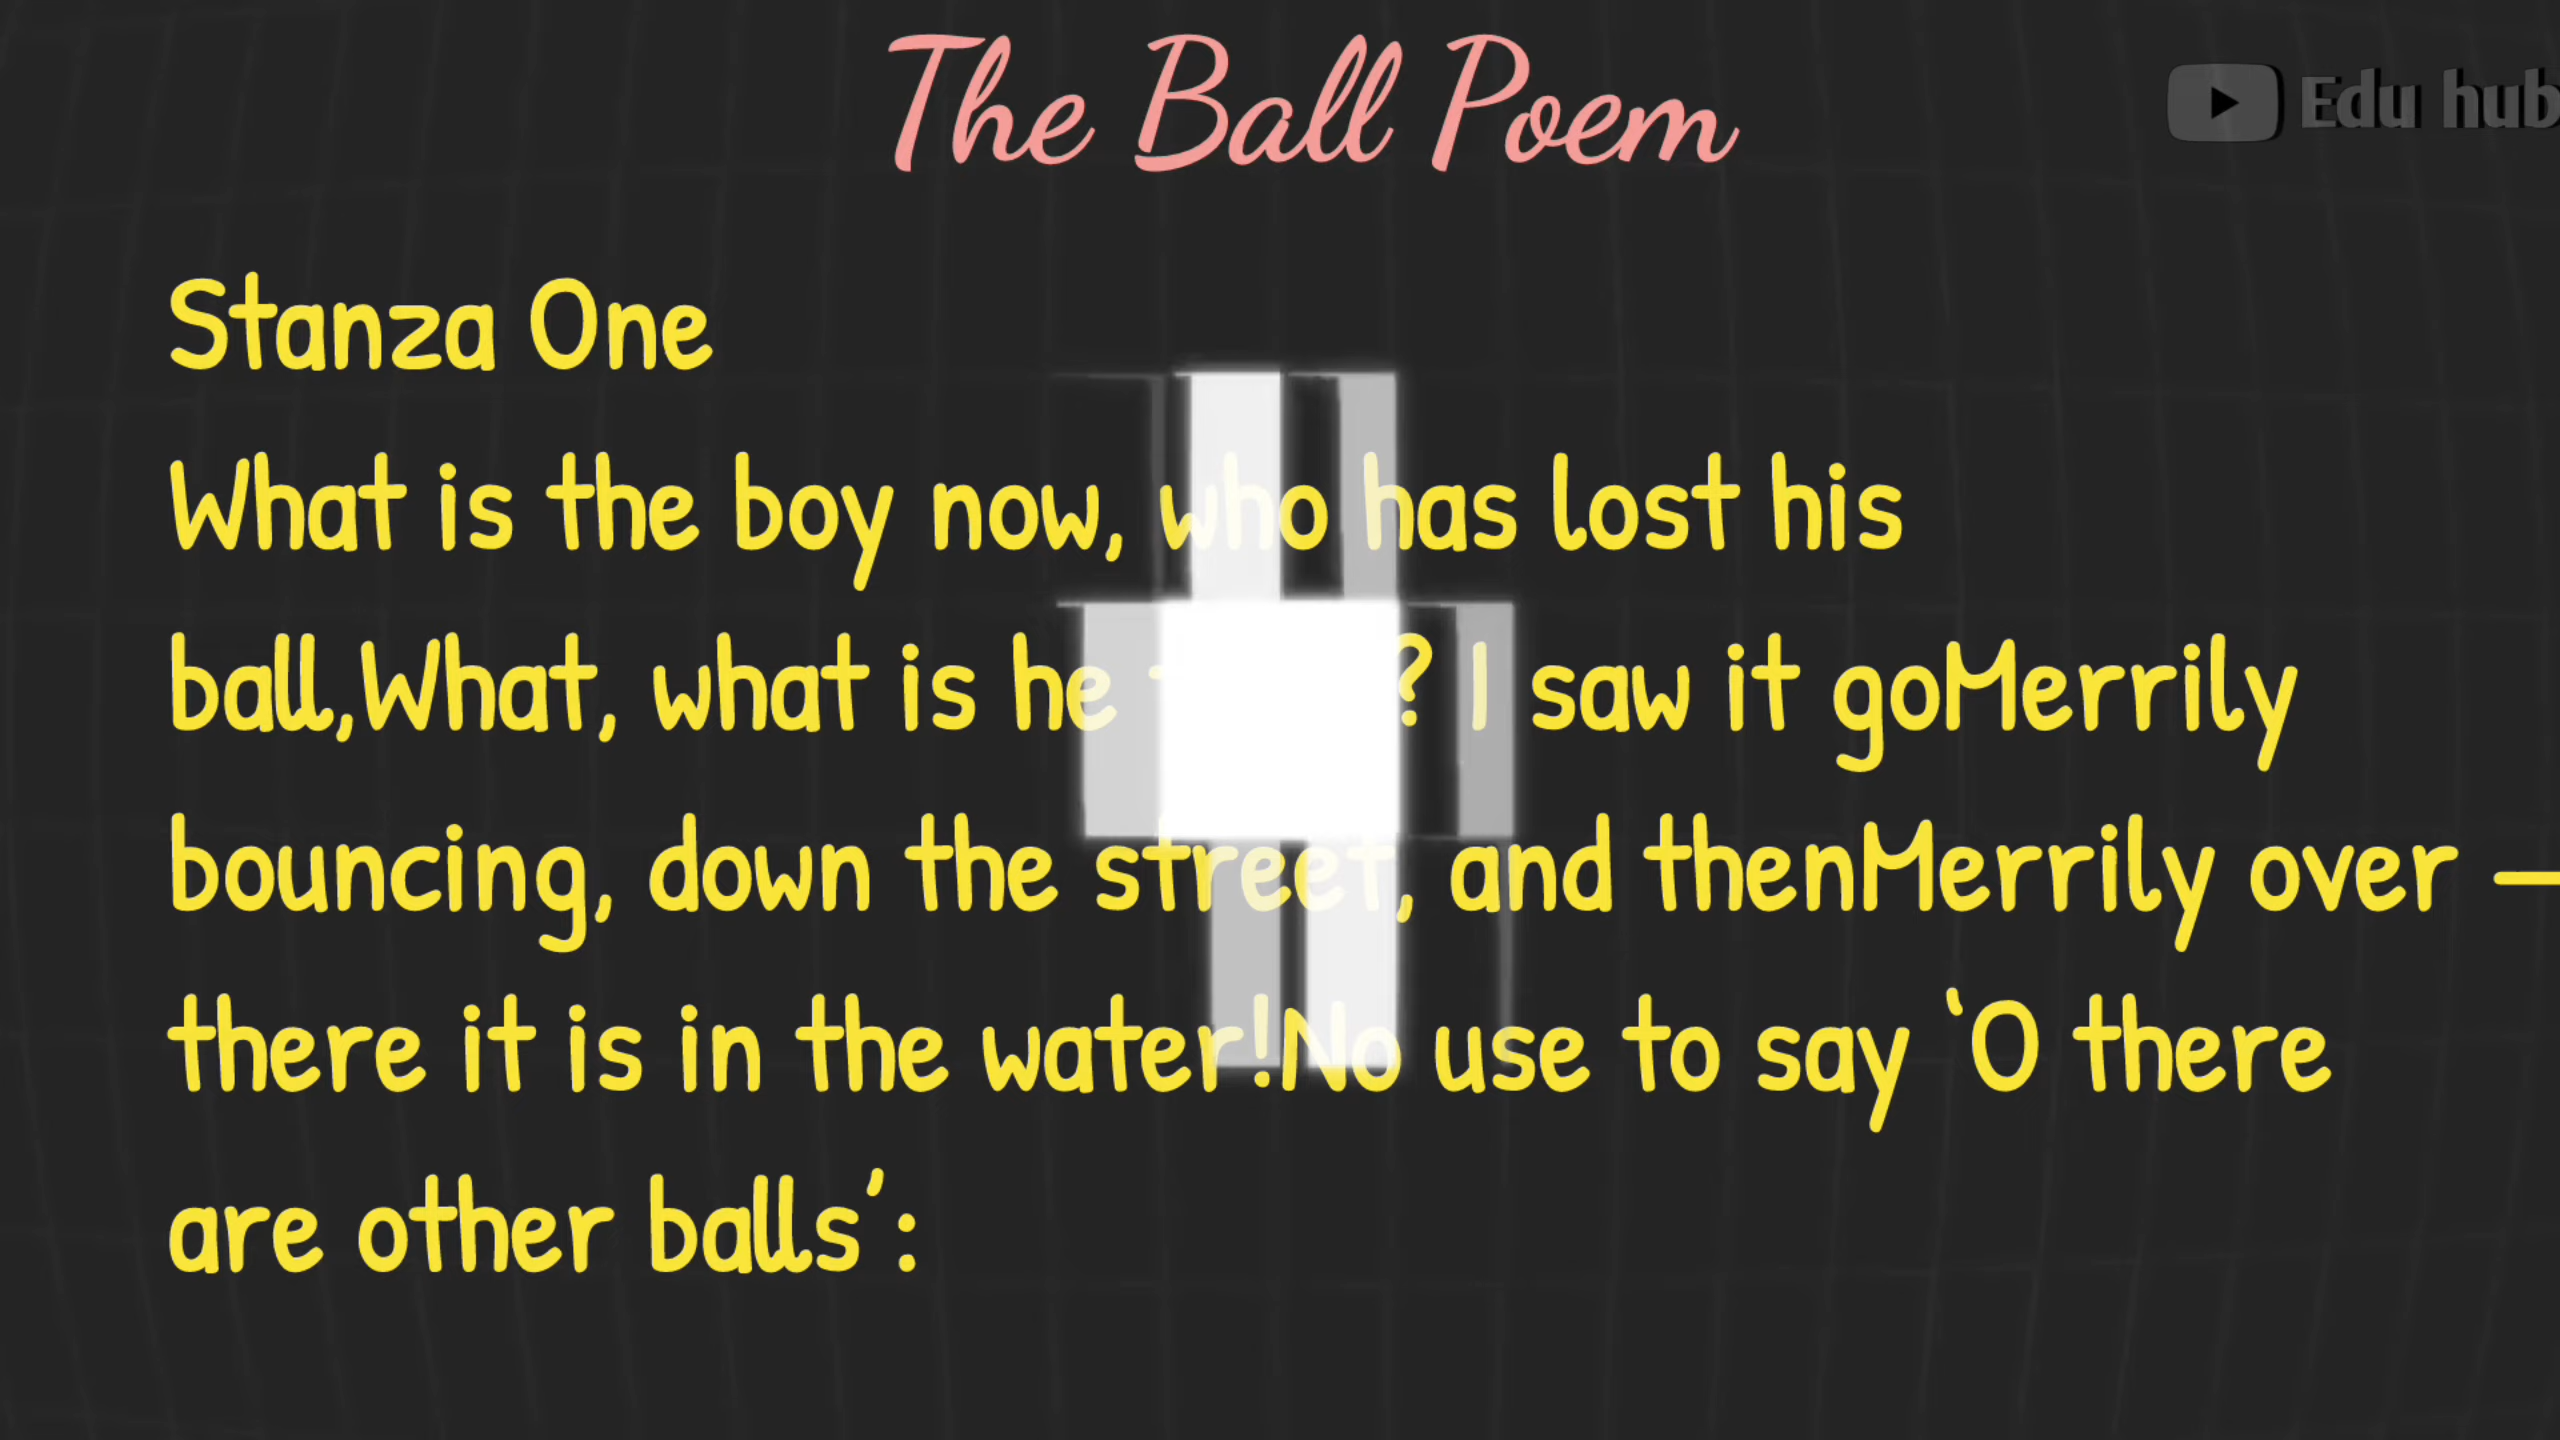 The Ball Poem
Edu hub
Stanza One
What is the boy now, who has lost his
ball,What, what is he ? I saw it goMerrily
bouncing, down the street, and thenMerrily over —
there it is in the water!No use to say ‘O there
are other balls’: